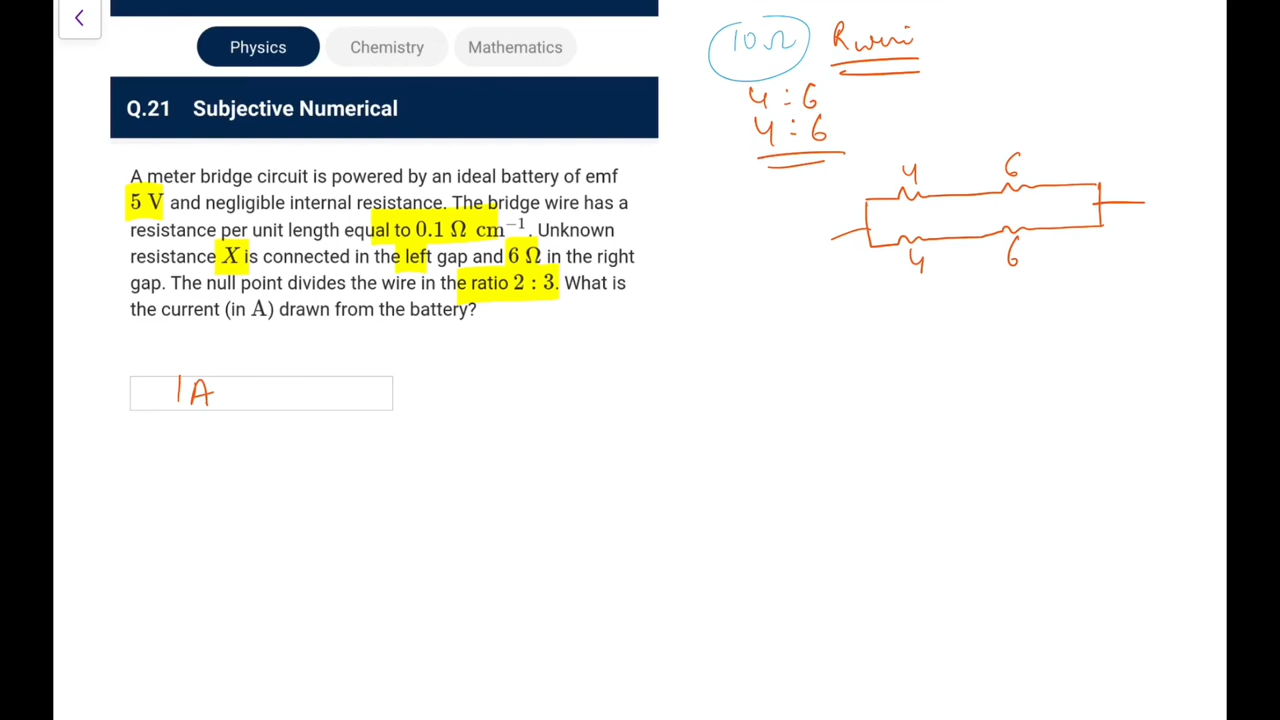 Physics Chemistry Mathematics
Q.21 Subjective Numerical
A meter bridge circuit is powered by an ideal battery of emf
5 V and negligible internal resistance. The bridge wire has a
resistance per unit length equal to 0.1 Ω cm⁻¹. Unknown
resistance X is connected in the left gap and 6 Ω in the right
gap. The null point divides the wire in the ratio 2 : 3. What is
the current (in A) drawn from the battery?
1 A
10 Ω
4 : 6
4 : 6
4 6
4 6